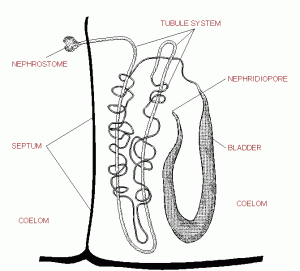 TUBULE SYSTEM
NEPHROSTOME
NEPHRIDIOPORE
SEPTUM
BLADDER
COELOM
COELOM